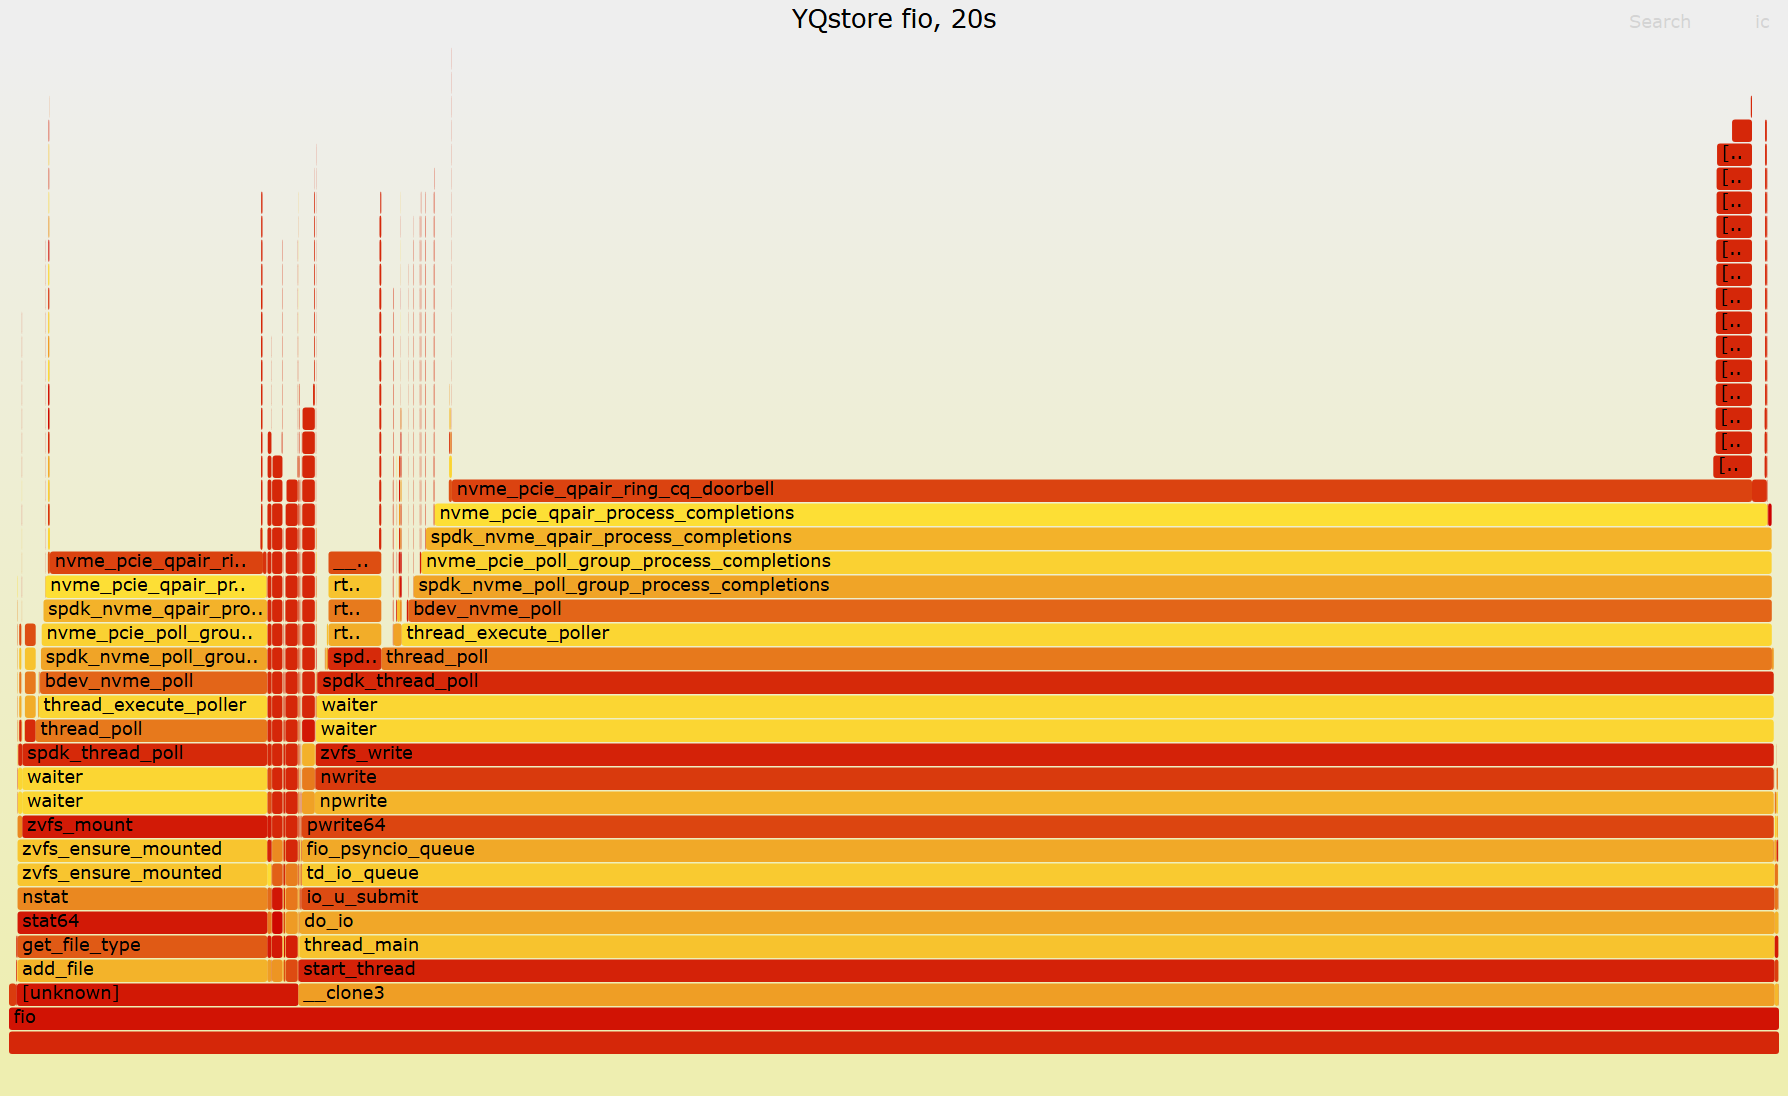 YQstore fio, 20s
Search ic
[..
[..
[..
[..
[..
[..
[..
[..
[..
[..
[..
[..
[..
[..
nvme_pcie_qpair_ring_cq_doorbell
nvme_pcie_qpair_process_completions
spdk_nvme_qpair_process_completions
nvme_pcie_qpair_ri.. __.. nvme_pcie_poll_group_process_completions
nvme_pcie_qpair_pr.. rt.. spdk_nvme_poll_group_process_completions
spdk_nvme_qpair_pro.. rt.. bdev_nvme_poll
nvme_pcie_poll_grou.. rt.. thread_execute_poller
spdk_nvme_poll_grou.. spd.. thread_poll
bdev_nvme_poll spdk_thread_poll
thread_execute_poller waiter
thread_poll waiter
spdk_thread_poll zvfs_write
waiter nwrite
waiter npwrite
zvfs_mount pwrite64
zvfs_ensure_mounted fio_psyncio_queue
zvfs_ensure_mounted td_io_queue
nstat io_u_submit
stat64 do_io
get_file_type thread_main
add_file start_thread
[unknown] __clone3
fio